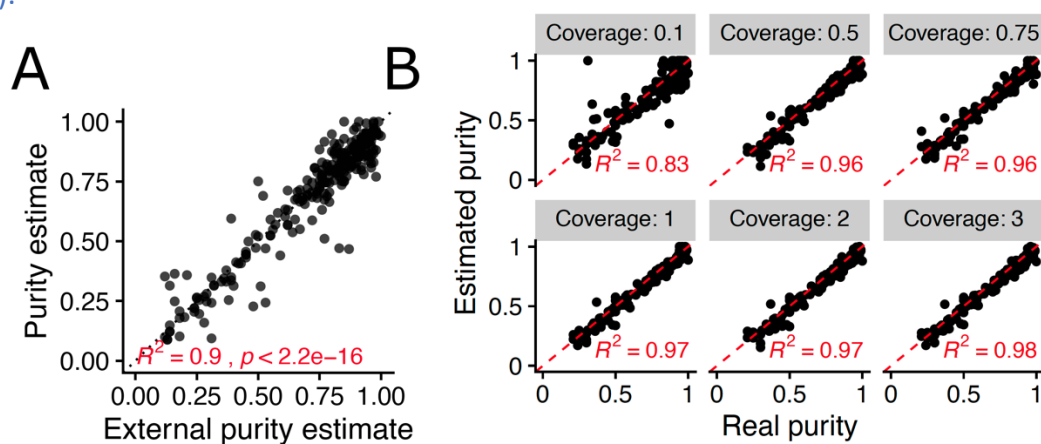 ).
A
1.00
0.75
0.50
0.25
0.00
Purity estimate
R² = 0.9 , p < 2.2e−16
0.00 0.25 0.50 0.75 1.00
External purity estimate
B
Coverage: 0.1 Coverage: 0.5 Coverage: 0.75
1
0.5
0
R² = 0.83 R² = 0.96 R² = 0.96
Estimated purity
Coverage: 1 Coverage: 2 Coverage: 3
1
0.5
0
R² = 0.97 R² = 0.97 R² = 0.98
0 0.5 1 0 0.5 1 0 0.5 1
Real purity